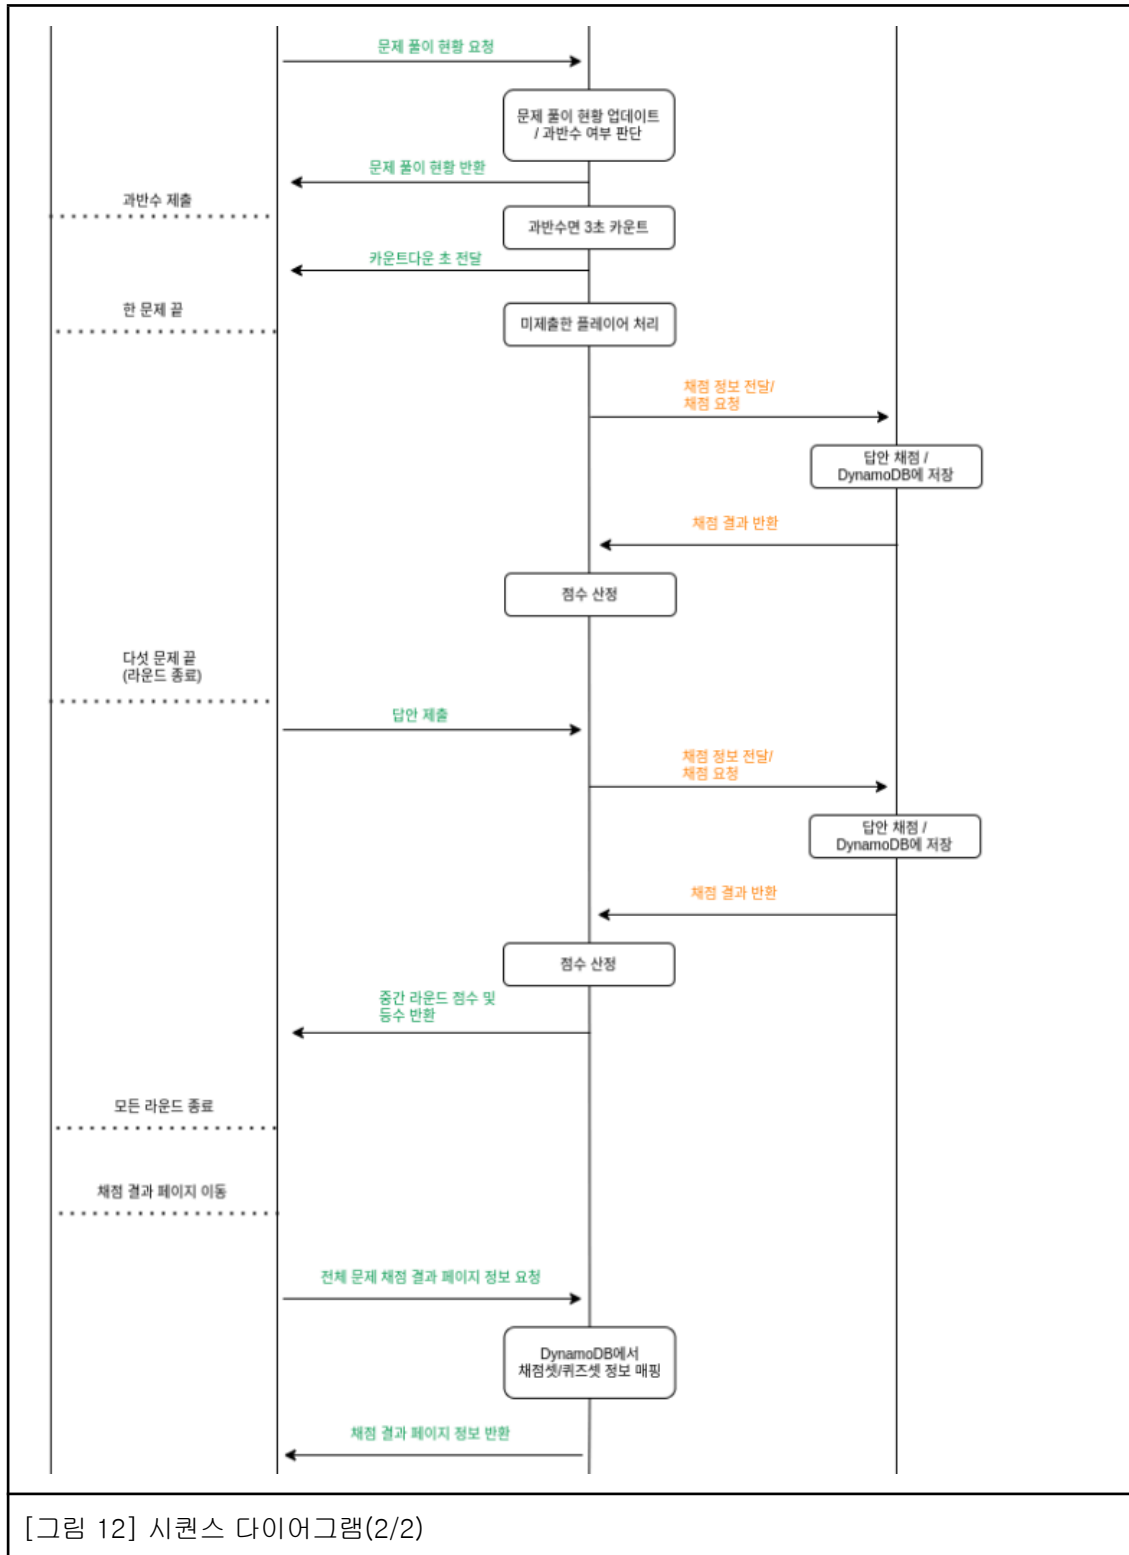 문제 풀이 현황 요청
문제 풀이 현황 업데이트
/ 과반수 여부 판단
문제 풀이 현황 반환
과반수 제출
과반수면 3초 카운트
카운트다운 초 전달
한 문제 끝
미제출한 플레이어 처리
채점 정보 전달/
채점 요청
답안 채점 /
DynamoDB에 저장
채점 결과 반환
점수 산정
다섯 문제 끝
(라운드 종료)
답안 제출
채점 정보 전달/
채점 요청
답안 채점 /
DynamoDB에 저장
채점 결과 반환
점수 산정
중간 라운드 점수 및
등수 반환
모든 라운드 종료
채점 결과 페이지 이동
전체 문제 채점 결과 페이지 정보 요청
DynamoDB에서
채점셋/퀴즈셋 정보 매핑
채점 결과 페이지 정보 반환
[그림 12] 시퀀스 다이어그램(2/2)